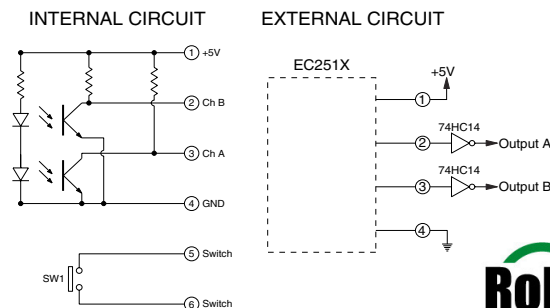 INTERNAL CIRCUIT
1 +5V
2 Ch B
3 Ch A
4 GND
5 Switch
SW1
6 Switch
EXTERNAL CIRCUIT
EC251X
+5V
1
74HC14
2
Output A
74HC14
3
Output B
4